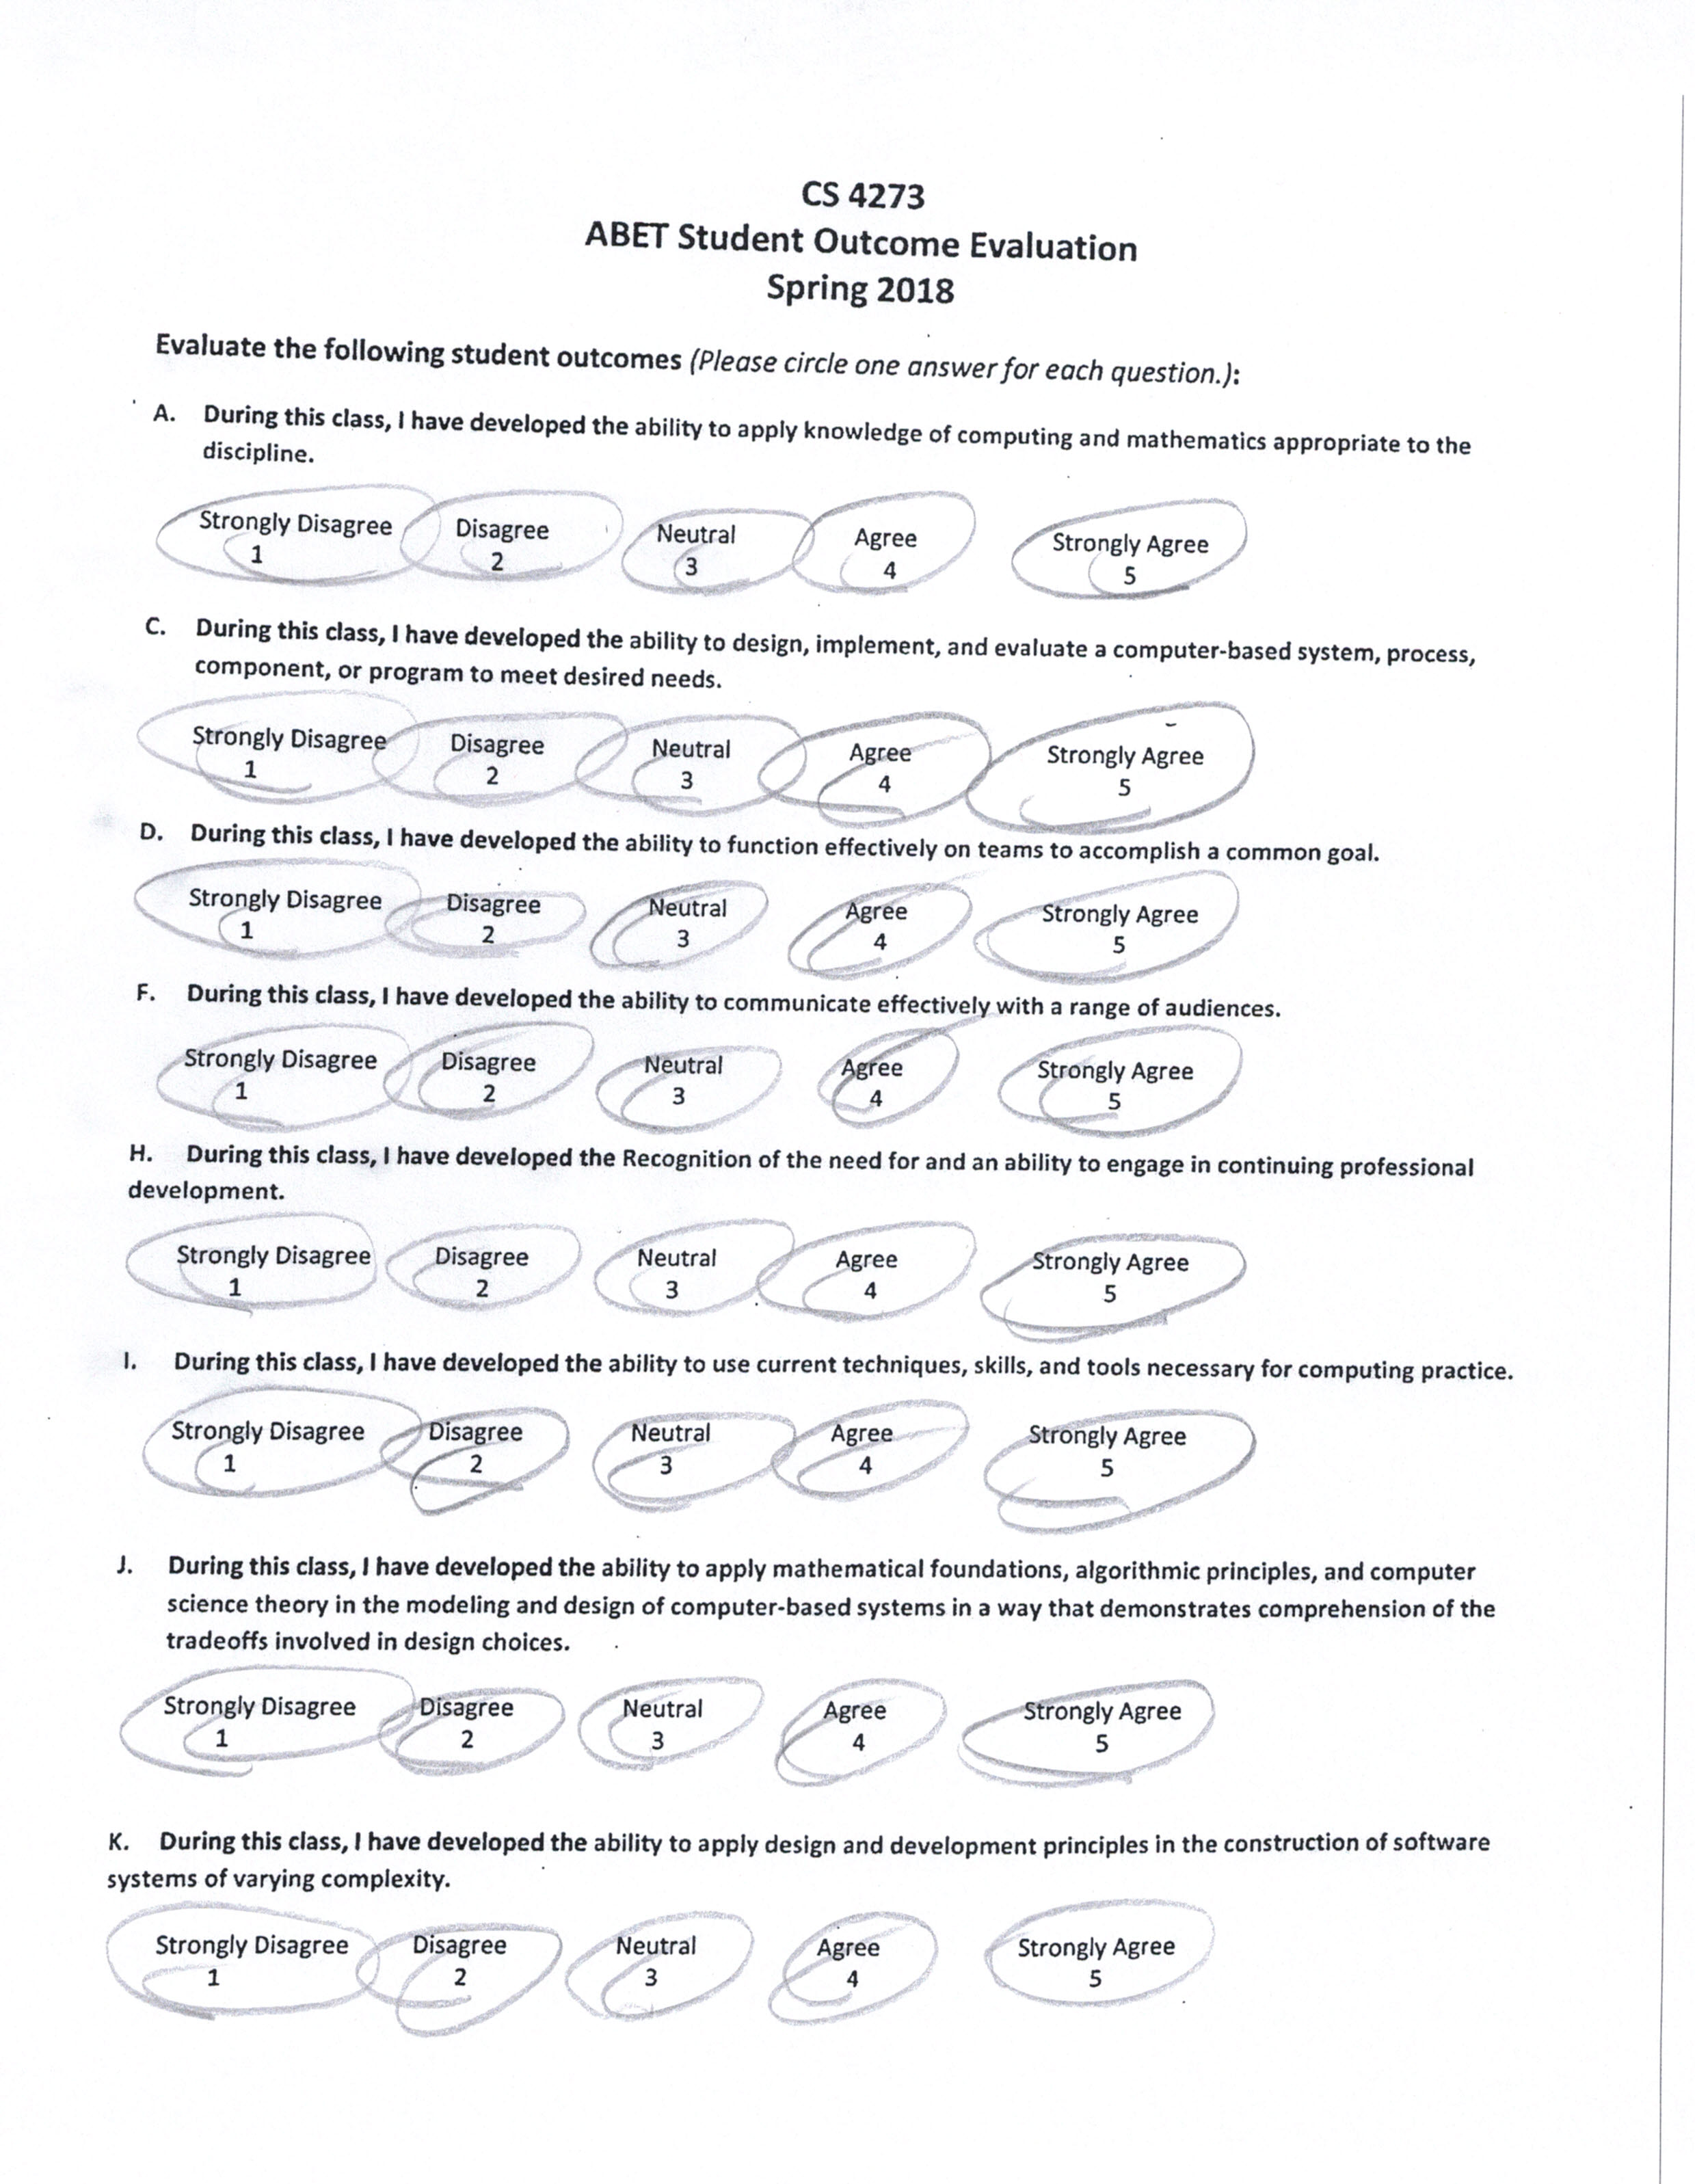 CS 4273
ABET Student Outcome Evaluation
Spring 2018
Evaluate the following student outcomes (Please circle one answer for each question.):
A. During this class, I have developed the ability to apply knowledge of computing and mathematics appropriate to the
discipline.
Strongly Disagree Disagree Neutral Agree Strongly Agree
1 2 3 4 5
C. During this class, I have developed the ability to design, implement, and evaluate a computer-based system, process,
component, or program to meet desired needs.
Strongly Disagree Disagree Neutral Agree Strongly Agree
1 2 3 4 5
D. During this class, I have developed the ability to function effectively on teams to accomplish a common goal.
Strongly Disagree Disagree Neutral Agree Strongly Agree
1 2 3 4 5
F. During this class, I have developed the ability to communicate effectively with a range of audiences.
Strongly Disagree Disagree Neutral Agree Strongly Agree
1 2 3 4 5
H. During this class, I have developed the Recognition of the need for and an ability to engage in continuing professional
development.
Strongly Disagree Disagree Neutral Agree Strongly Agree
1 2 3 4 5
I. During this class, I have developed the ability to use current techniques, skills, and tools necessary for computing practice.
Strongly Disagree Disagree Neutral Agree Strongly Agree
1 2 3 4 5
J. During this class, I have developed the ability to apply mathematical foundations, algorithmic principles, and computer
science theory in the modeling and design of computer-based systems in a way that demonstrates comprehension of the
tradeoffs involved in design choices.
Strongly Disagree Disagree Neutral Agree Strongly Agree
1 2 3 4 5
K. During this class, I have developed the ability to apply design and development principles in the construction of software
systems of varying complexity.
Strongly Disagree Disagree Neutral Agree Strongly Agree
1 2 3 4 5